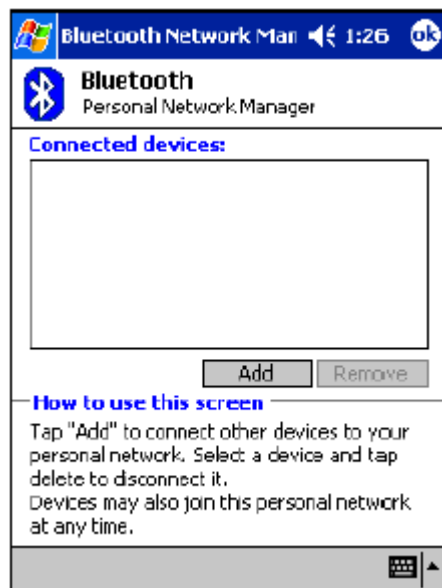 Bluetooth Network Man 1:26 ok
Bluetooth
Personal Network Manager
Connected devices:
Add Remove
How to use this screen
Tap "Add" to connect other devices to your
personal network. Select a device and tap
delete to disconnect it.
Devices may also join this personal network
at any time.